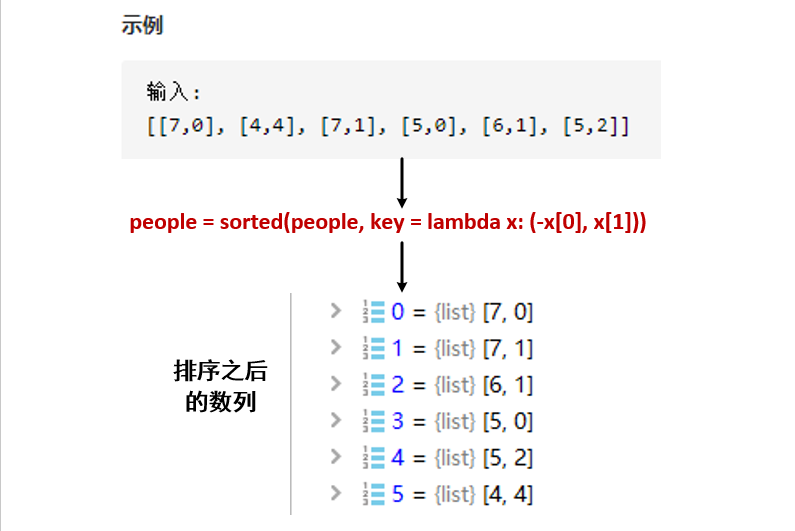 示例
输入:
[[7,0], [4,4], [7,1], [5,0], [6,1], [5,2]]
people = sorted(people, key = lambda x: (-x[0], x[1]))
排序之后
的数列
0 = {list} [7, 0]
1 = {list} [7, 1]
2 = {list} [6, 1]
3 = {list} [5, 0]
4 = {list} [5, 2]
5 = {list} [4, 4]